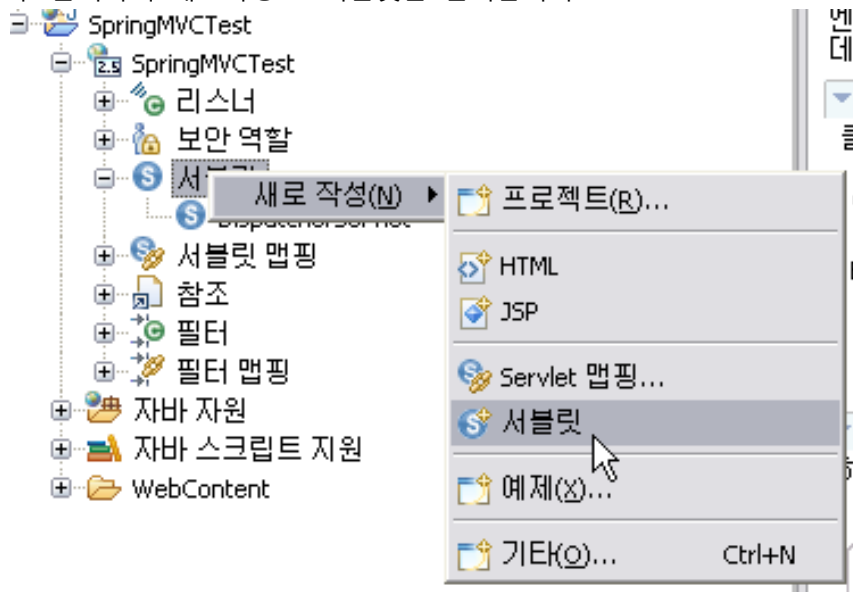 SpringMVCTest
SpringMVCTest
리스너
보안 역할
새로 작성(N)
서블릿 맵핑
참조
필터
필터 맵핑
자바 자원
자바 스크립트 지원
WebContent
프로젝트(R)...
HTML
JSP
Servlet 맵핑...
서블릿
예제(X)...
기타(O)... Ctrl+N
2.5